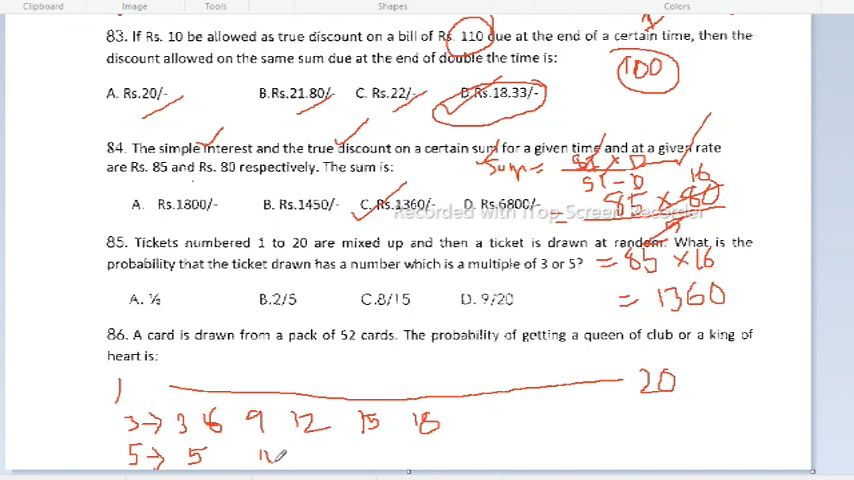 Clipboard Image Tools Shapes Colors
83. If Rs. 10 be allowed as true discount on a bill of Rs. 110 due at the end of a certain time, then the
discount allowed on the same sum due at the end of double the time is:
100
A. Rs.20/- B.Rs.21.80/- C. Rs.22/- D.Rs.18.33/-
84. The simple interest and the true discount on a certain sum for a given time and at a given rate
are Rs. 85 and Rs. 80 respectively. The sum is:
Sum = SI × D
SI - D
16
A. Rs.1800/- B. Rs.1450/- C. Rs.1360/- D. Rs.6800/-
= 85 × 80
Recorded with iTop Screen Recorder
5
85. Tickets numbered 1 to 20 are mixed up and then a ticket is drawn at random. What is the
probability that the ticket drawn has a number which is a multiple of 3 or 5?
= 85 × 16
A. ½ B.2/5 C.8/15 D. 9/20
= 1360
86. A card is drawn from a pack of 52 cards. The probability of getting a queen of club or a king of
heart is:
1 20
3 → 3 6 9 12 15 18
5 → 5